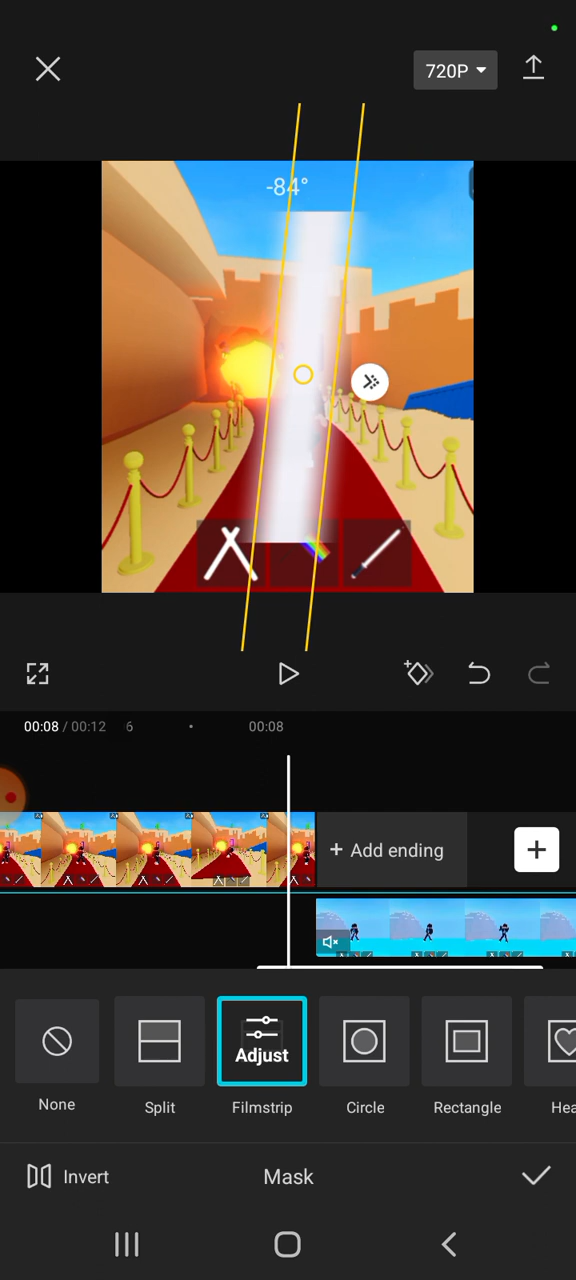 720P
-84°
00:08 / 00:12 6 00:08
+ Add ending
Adjust
None Split Filmstrip Circle Rectangle Hea
Invert Mask